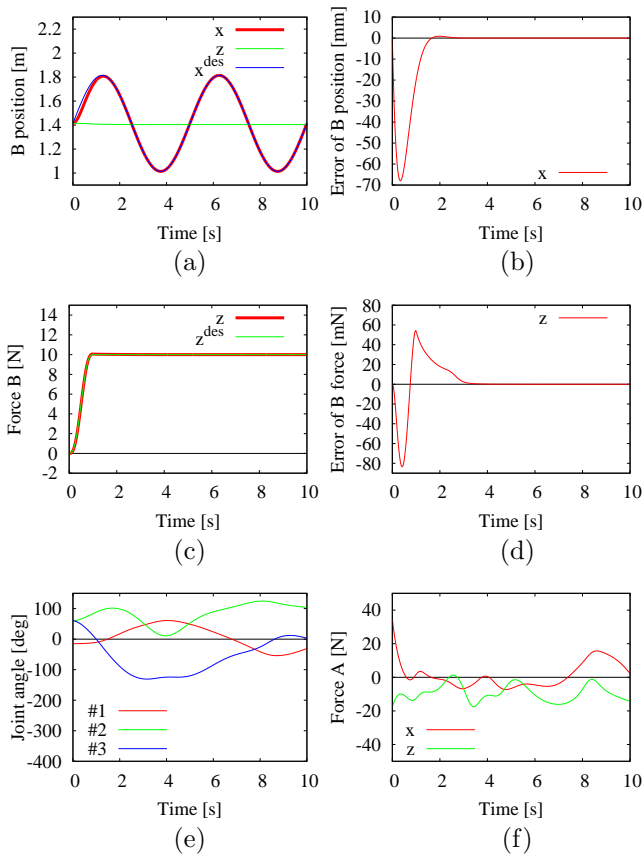 B position [m]
2.2
2
1.8
1.6
1.4
1.2
1
x
z
x^des
0 2 4 6 8 10
Time [s]
(a)
Error of B position [mm]
10
0
-10
-20
-30
-40
-50
-60
-70
x
0 2 4 6 8 10
Time [s]
(b)
Force B [N]
14
12
10
8
6
4
2
0
-2
z
z^des
0 2 4 6 8 10
Time [s]
(c)
Error of B force [mN]
80
60
40
20
0
-20
-40
-60
-80
z
0 2 4 6 8 10
Time [s]
(d)
Joint angle [deg]
100
0
-100
-200
-300
-400
#1
#2
#3
0 2 4 6 8 10
Time [s]
(e)
Force A [N]
40
20
0
-20
-40
x
z
0 2 4 6 8 10
Time [s]
(f)